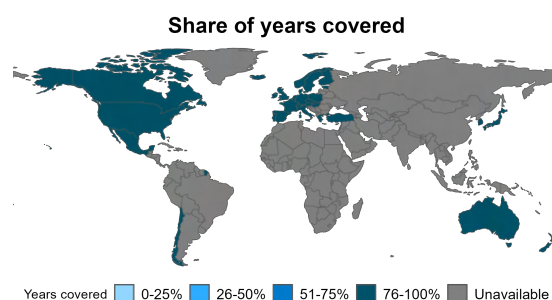 Share of years covered
Years covered 0-25% 26-50% 51-75% 76-100% Unavailable